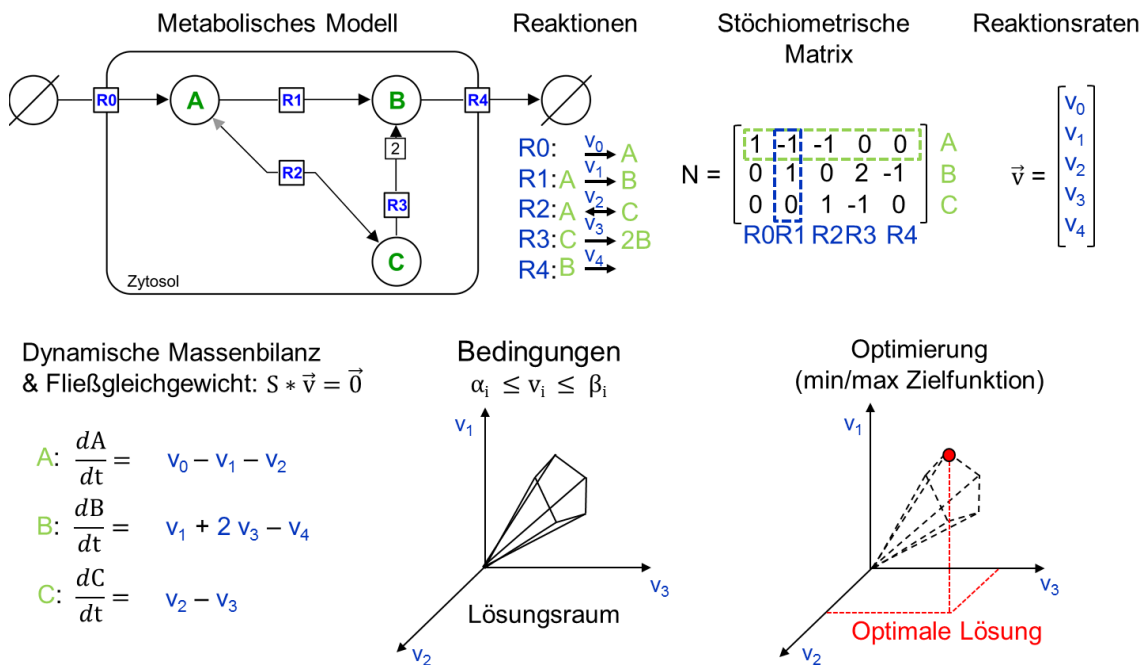 Metabolisches Modell
Reaktionen
Stöchiometrische
Matrix
Reaktionsraten
R0
A
R1
B
R4
2
R2
R3
C
Zytosol
R0: v₀ A
R1: A v₁ B
R2: A v₂ C
R3: C v₃ 2B
R4: B v₄
N =
1 -1 -1 0 0 A
0 1 0 2 -1 B
0 0 1 -1 0 C
R0 R1 R2 R3 R4
v⃗ =
v₀
v₁
v₂
v₃
v₄
Dynamische Massenbilanz
& Fließgleichgewicht: S * v⃗ = 0⃗
A: dA/dt = v₀ – v₁ – v₂
B: dB/dt = v₁ + 2 v₃ – v₄
C: dC/dt = v₂ – v₃
Bedingungen
αᵢ ≤ vᵢ ≤ βᵢ
v₁
v₃
Lösungsraum
v₂
Optimierung
(min/max Zielfunktion)
v₁
v₃
Optimale Lösung
v₂